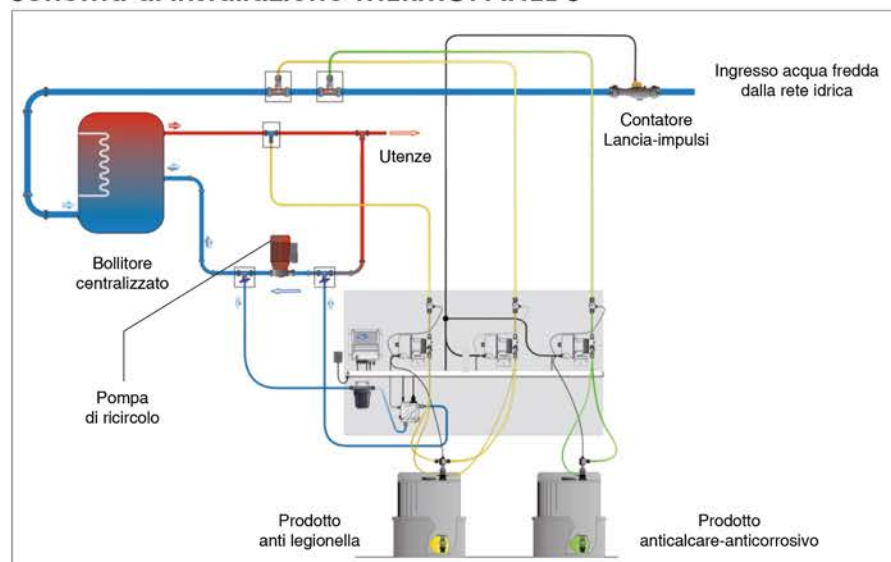 Ingresso acqua fredda
dalla rete idrica
Contatore
Lancia-impulsi
Utenze
Bollitore
centralizzato
Pompa
di ricircolo
Prodotto
anti legionella
Prodotto
anticalcare-anticorrosivo